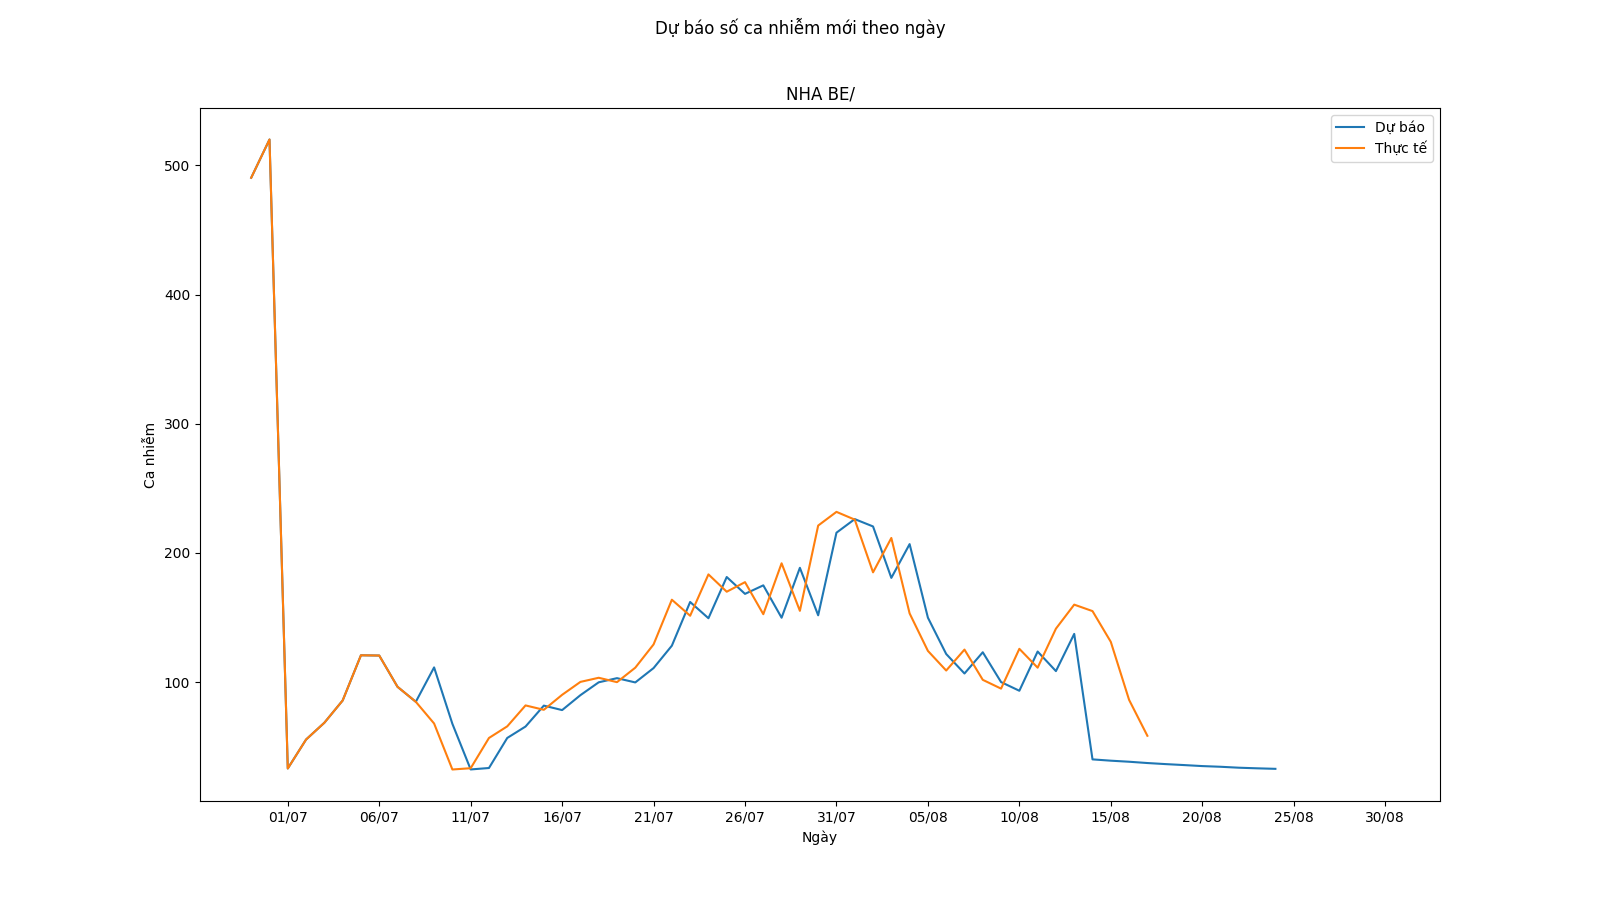 Dự báo số ca nhiễm mới theo ngày
NHA BE/
Dự báo
Thực tế
500
400
300
200
100
Ca nhiễm
01/07 06/07 11/07 16/07 21/07 26/07 31/07 05/08 10/08 15/08 20/08 25/08 30/08
Ngày